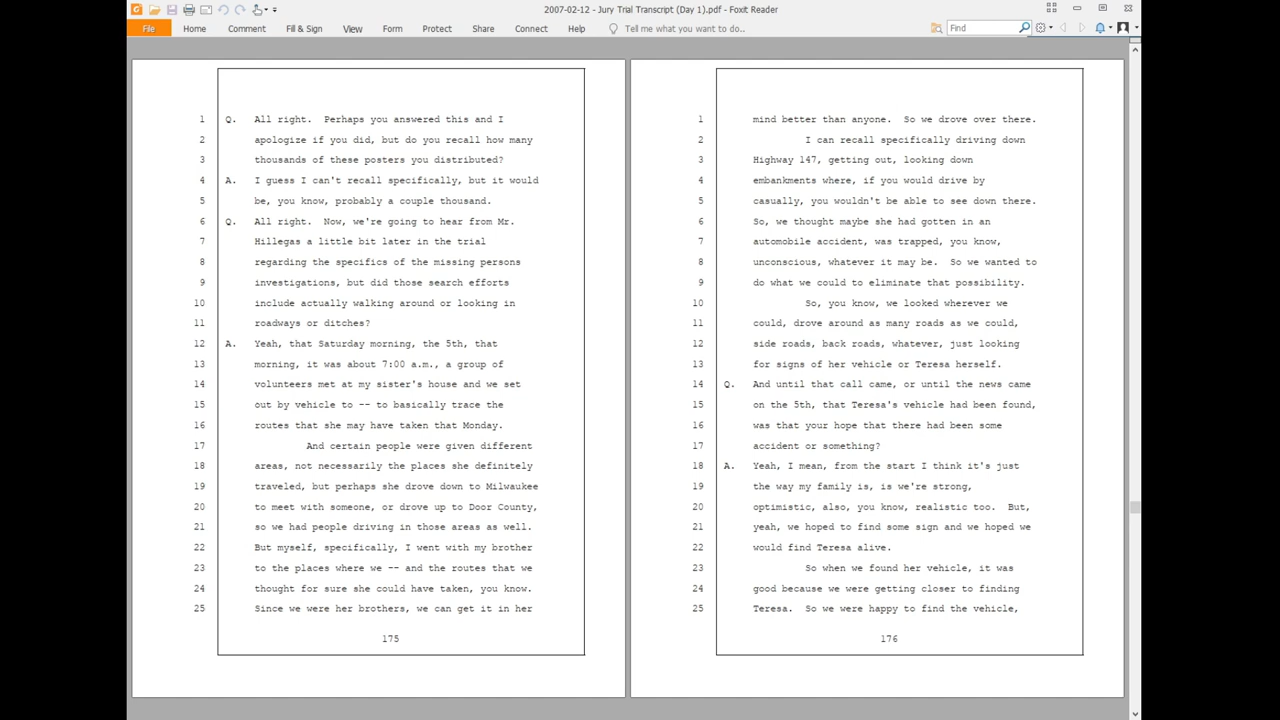 2007-02-12 - Jury Trial Transcript (Day 1).pdf - Foxit Reader
File Home Comment Fill & Sign View Form Protect Share Connect Help Tell me what you want to do.. Find
1 Q. All right. Perhaps you answered this and I
2 apologize if you did, but do you recall how many
3 thousands of these posters you distributed?
4 A. I guess I can't recall specifically, but it would
5 be, you know, probably a couple thousand.
6 Q. All right. Now, we're going to hear from Mr.
7 Hillegas a little bit later in the trial
8 regarding the specifics of the missing persons
9 investigations, but did those search efforts
10 include actually walking around or looking in
11 roadways or ditches?
12 A. Yeah, that Saturday morning, the 5th, that
13 morning, it was about 7:00 a.m., a group of
14 volunteers met at my sister's house and we set
15 out by vehicle to -- to basically trace the
16 routes that she may have taken that Monday.
17 And certain people were given different
18 areas, not necessarily the places she definitely
19 traveled, but perhaps she drove down to Milwaukee
20 to meet with someone, or drove up to Door County,
21 so we had people driving in those areas as well.
22 But myself, specifically, I went with my brother
23 to the places where we -- and the routes that we
24 thought for sure she could have taken, you know.
25 Since we were her brothers, we can get it in her
175
1 mind better than anyone. So we drove over there.
2 I can recall specifically driving down
3 Highway 147, getting out, looking down
4 embankments where, if you would drive by
5 casually, you wouldn't be able to see down there.
6 So, we thought maybe she had gotten in an
7 automobile accident, was trapped, you know,
8 unconscious, whatever it may be. So we wanted to
9 do what we could to eliminate that possibility.
10 So, you know, we looked wherever we
11 could, drove around as many roads as we could,
12 side roads, back roads, whatever, just looking
13 for signs of her vehicle or Teresa herself.
14 Q. And until that call came, or until the news came
15 on the 5th, that Teresa's vehicle had been found,
16 was that your hope that there had been some
17 accident or something?
18 A. Yeah, I mean, from the start I think it's just
19 the way my family is, is we're strong,
20 optimistic, also, you know, realistic too. But,
21 yeah, we hoped to find some sign and we hoped we
22 would find Teresa alive.
23 So when we found her vehicle, it was
24 good because we were getting closer to finding
25 Teresa. So we were happy to find the vehicle,
176